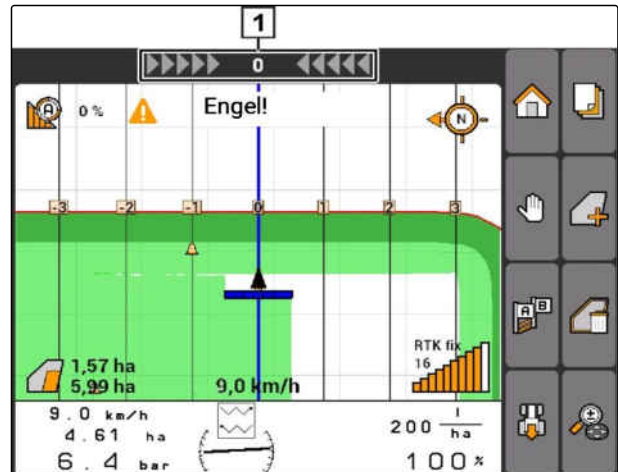 1
0
A
0 %
Engel!
N
-3 -2 -1 0 1 2 3
A B
RTK fix
16
1,57 ha
5,99 ha
9,0 km/h
9.0 km/h
4.61 ha
6.4 bar
200 l
ha
100 %